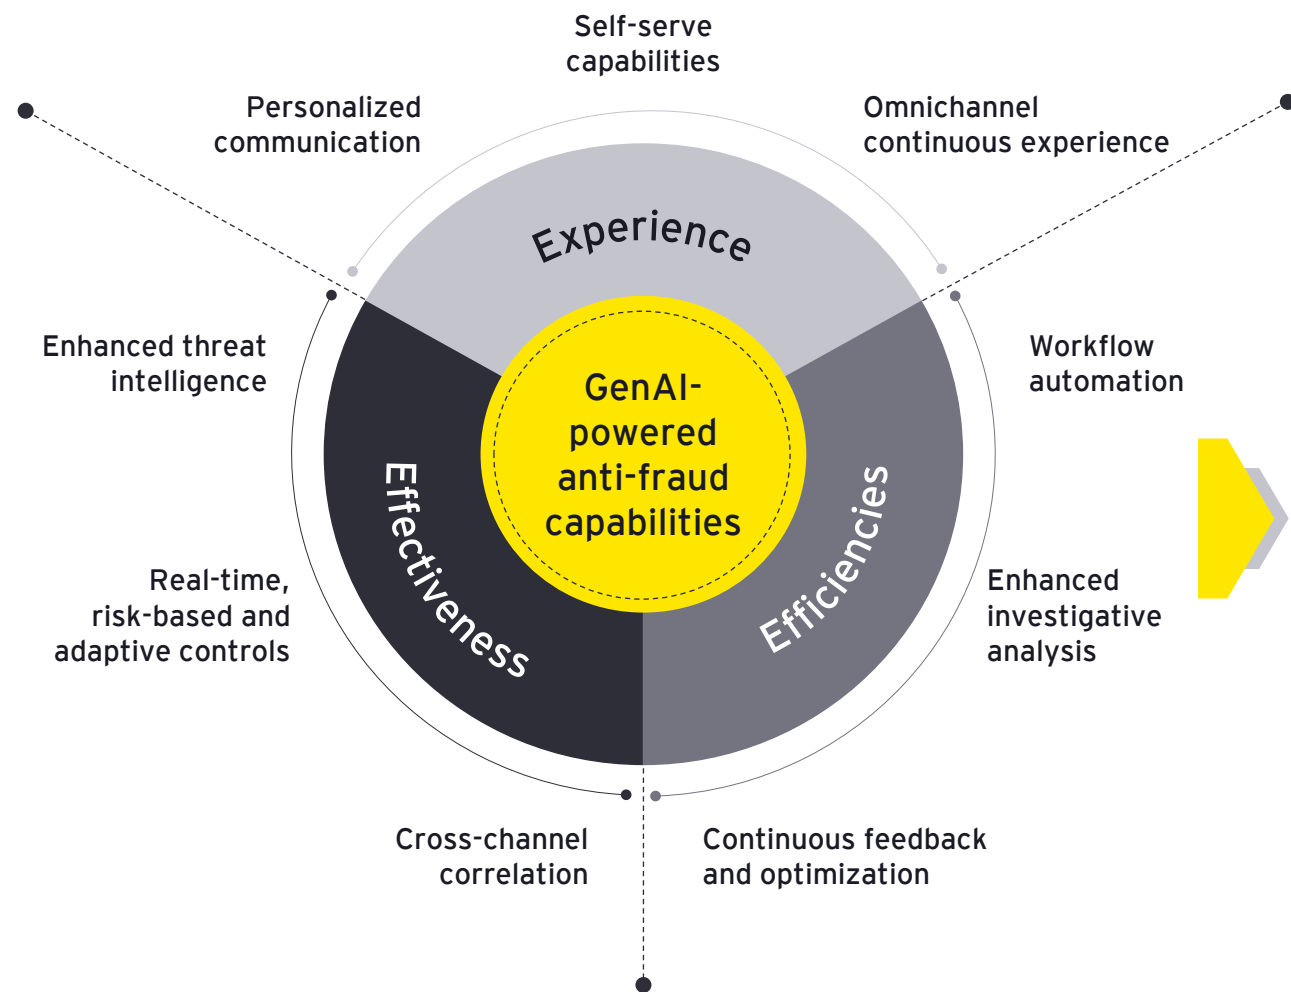 Self-serve
capabilities
Personalized
communication
Omnichannel
continuous experience
Experience
Enhanced threat
intelligence
Workflow
automation
GenAI-
powered
anti-fraud
capabilities
Effectiveness
Efficiencies
Real-time,
risk-based and
adaptive controls
Enhanced
investigative
analysis
Cross-channel
correlation
Continuous feedback
and optimization